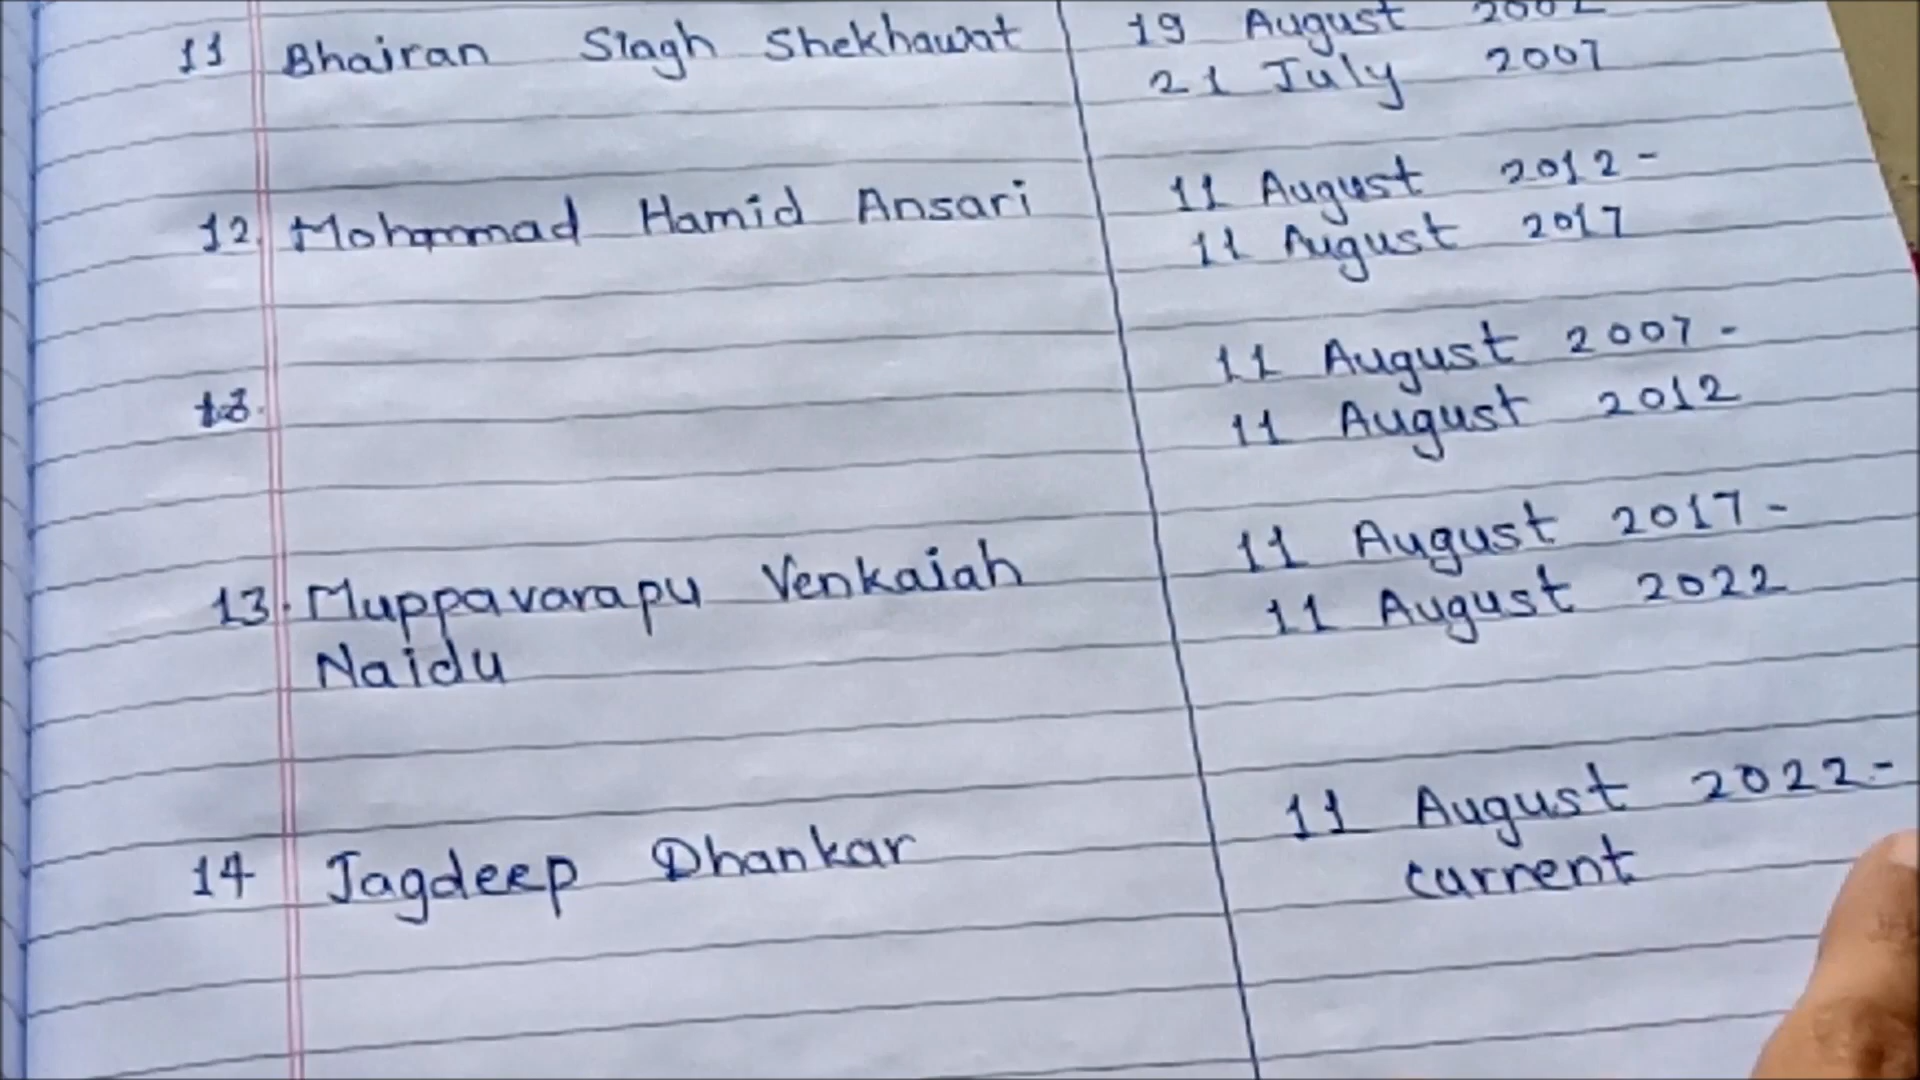 11 Bhairan Siagh Shekhawat 19 August 2002
21 July 2007
12. Mohammad Hamid Ansari 11 August 2012-
11 August 2017
11 August 2007-
13. 11 August 2012
13. Muppavarapu Venkaiah 11 August 2017-
Naidu 11 August 2022
14 Jagdeep Dhankar 11 August 2022-
current